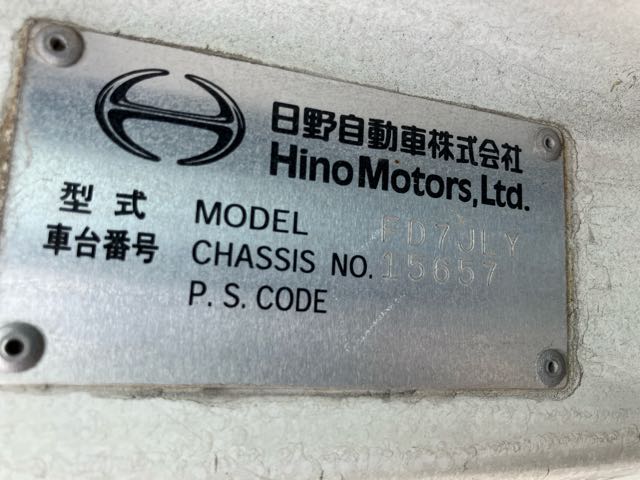 日野自動車株式会社
Hino Motors, Ltd.
型式 MODEL FD7JLY
車台番号 CHASSIS NO. 15657
P. S. CODE